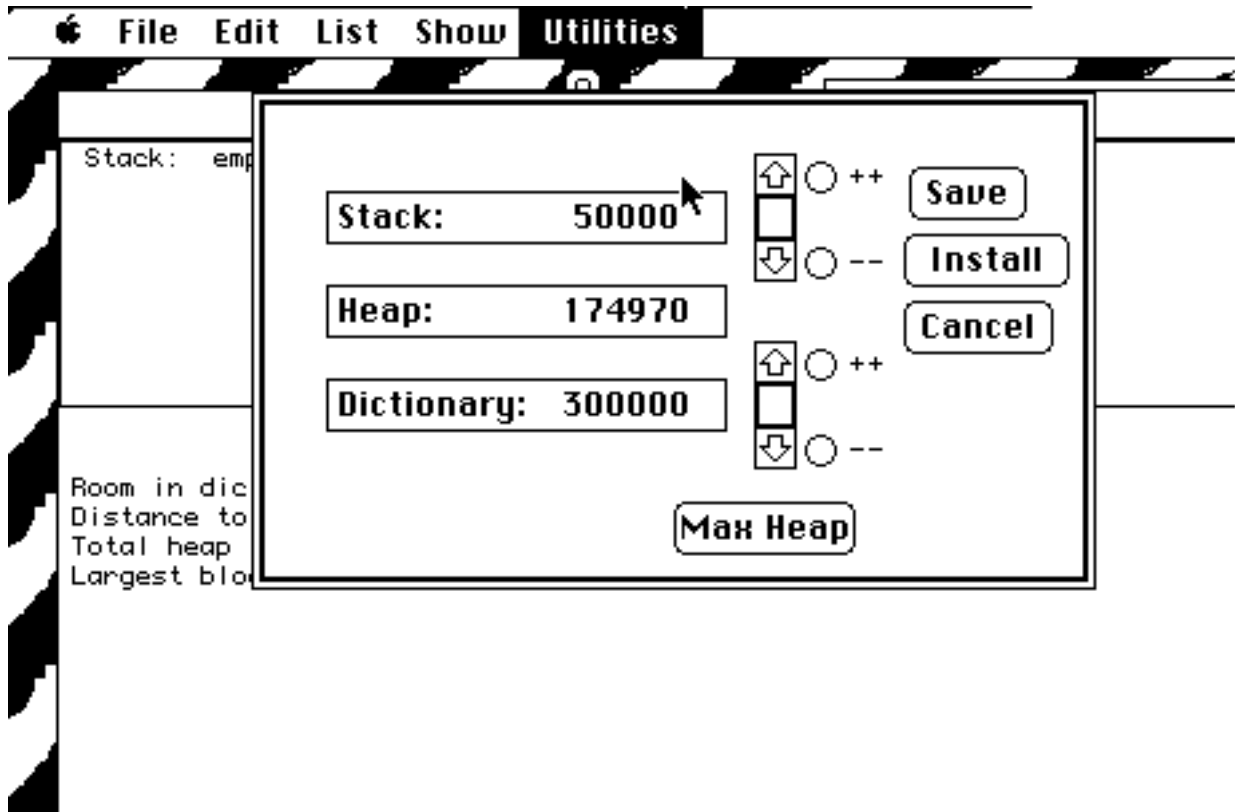 File Edit List Show Utilities
Stack: emp
Stack: 50000
Heap: 174970
Dictionary: 300000
++
--
++
--
Save
Install
Cancel
Max Heap
Room in dic
Distance to
Total heap
Largest blo